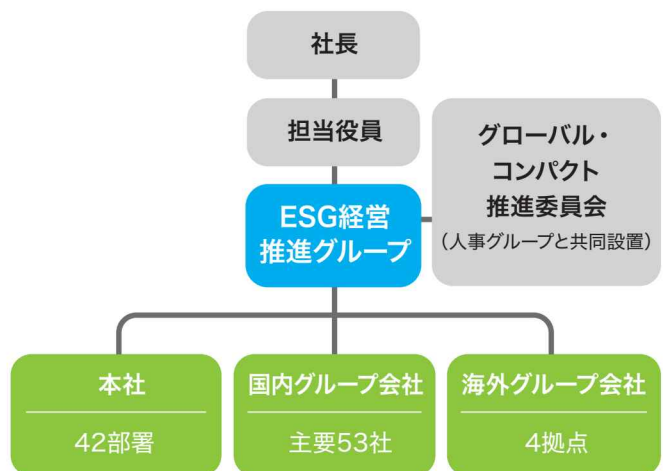 社長
担当役員
グローバル・
コンパクト
推進委員会
（人事グループと共同設置）
ESG経営
推進グループ
本社
42部署
国内グループ会社
主要53社
海外グループ会社
4拠点